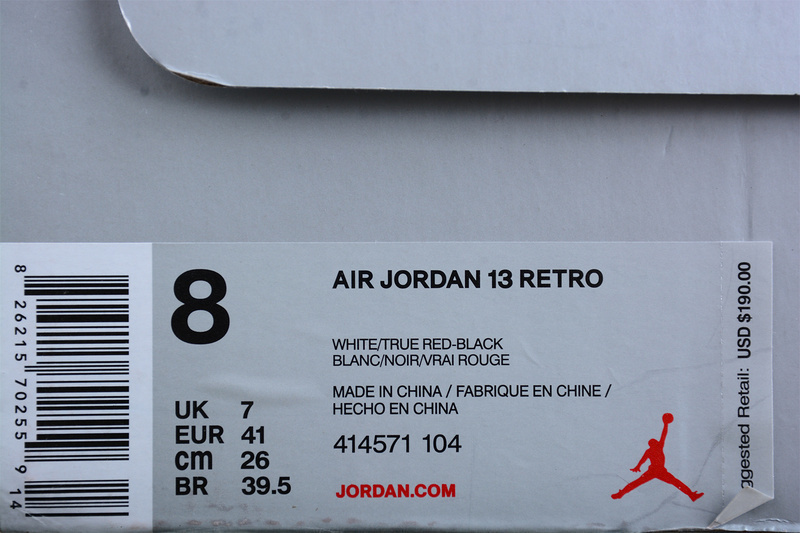 8 26215 70255 9 14
8
UK 7
EUR 41
cm 26
BR 39.5
AIR JORDAN 13 RETRO
WHITE/TRUE RED-BLACK
BLANC/NOIR/VRAI ROUGE
MADE IN CHINA / FABRIQUE EN CHINE /
HECHO EN CHINA
414571 104
JORDAN.COM
ggested Retail: USD $190.00